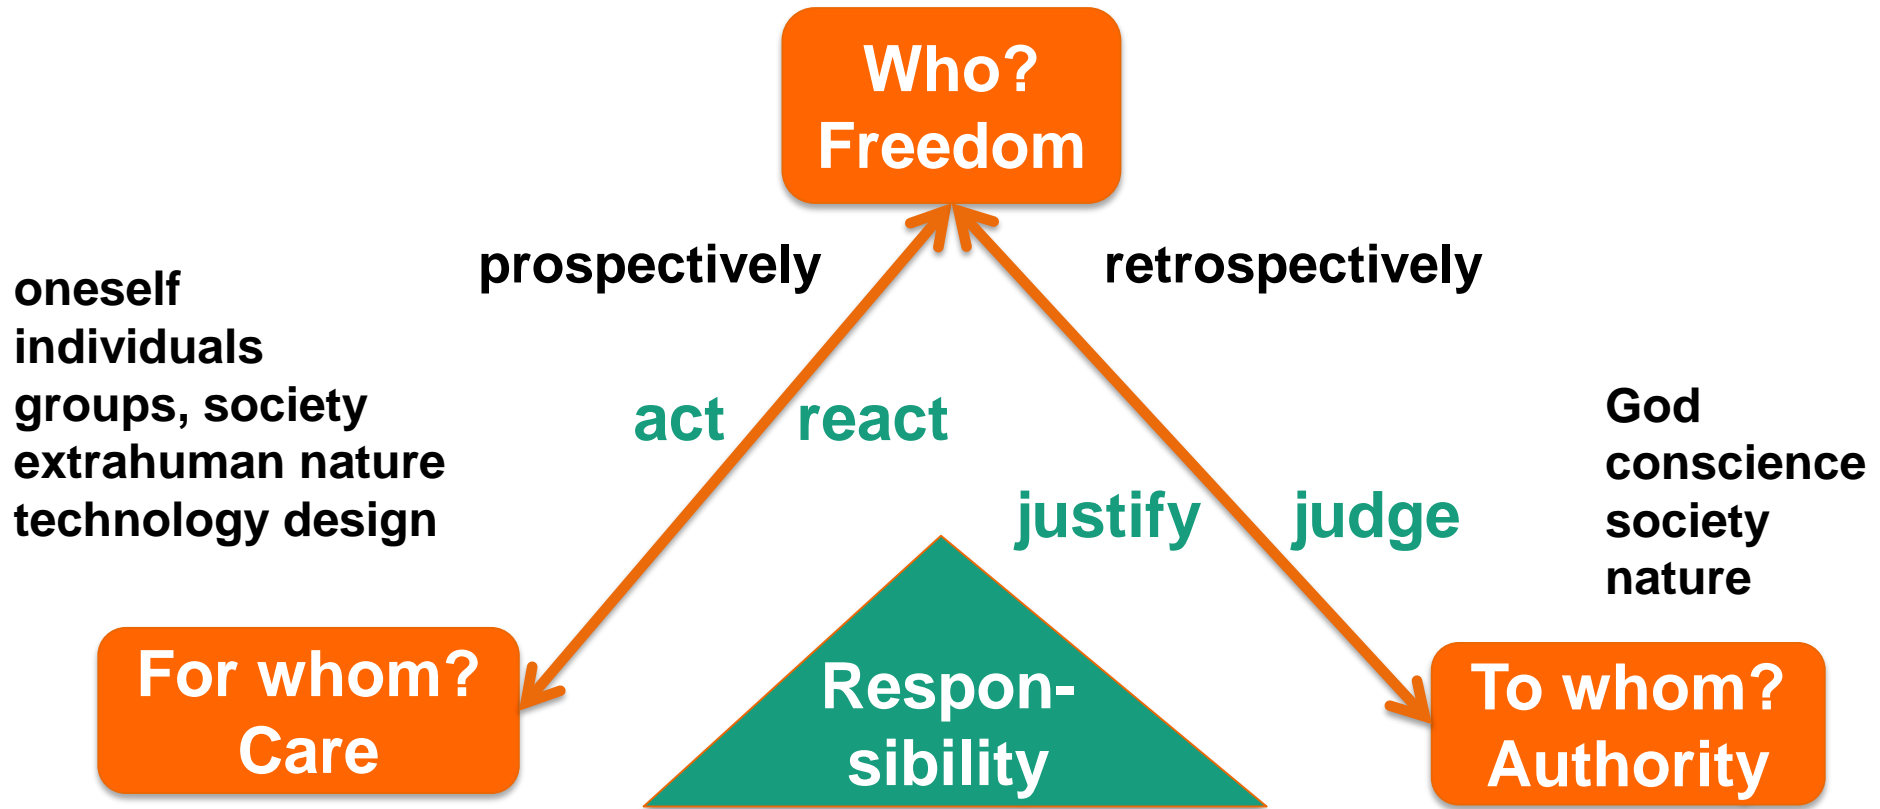 Who?
Freedom
prospectively
retrospectively
oneself
individuals
groups, society
extrahuman nature
technology design
act
react
justify
judge
God
conscience
society
nature
For whom?
Care
Respon-
sibility
To whom?
Authority